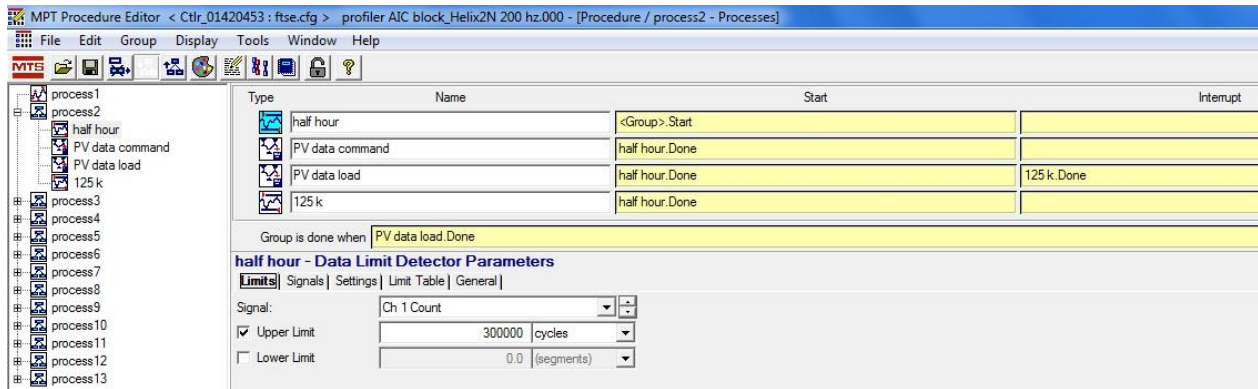 MPT Procedure Editor < Ctlr_01420453 : ftse.cfg > profiler AIC block_Helix2N 200 hz.000 - [Procedure / process2 - Processes]
File Edit Group Display Tools Window Help
MTS
process1
process2
half hour
PV data command
PV data load
125 k
process3
process4
process5
process6
process7
process8
process9
process10
process11
process12
process13
Type Name Start Interrupt
half hour <Group>.Start
PV data command half hour.Done
PV data load half hour.Done 125 k.Done
125 k half hour.Done
Group is done when PV data load.Done
half hour - Data Limit Detector Parameters
Limits Signals Settings Limit Table General
Signal: Ch 1 Count
Upper Limit 300000 cycles
Lower Limit 0.0 (segments)